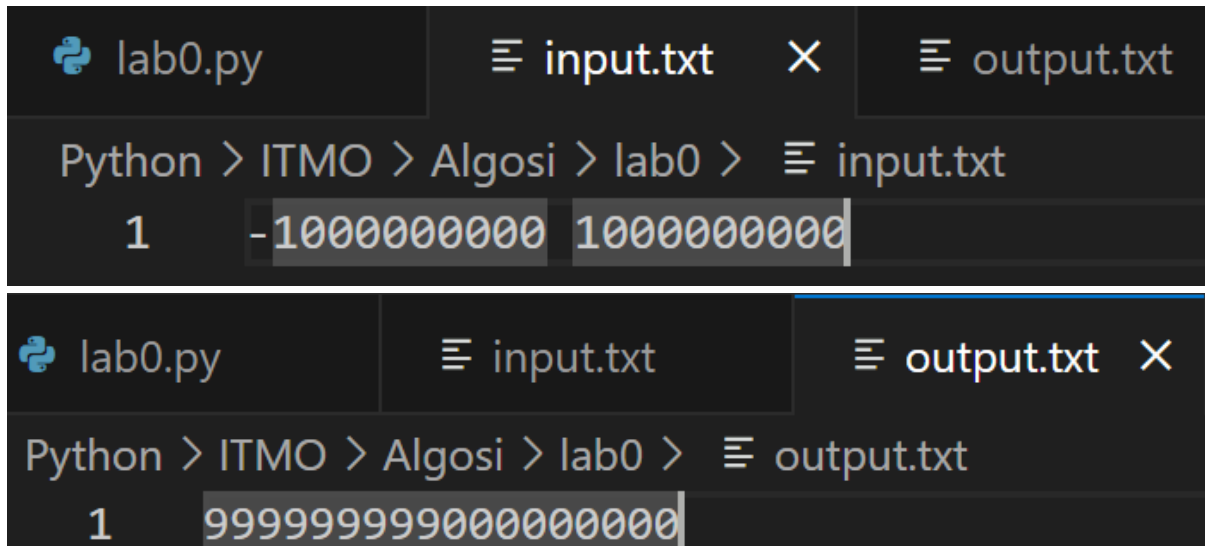 lab0.py input.txt × output.txt
Python > ITMO > Algosi > lab0 > input.txt
1 -1000000000 1000000000
lab0.py input.txt output.txt ×
Python > ITMO > Algosi > lab0 > output.txt
1 999999999000000000